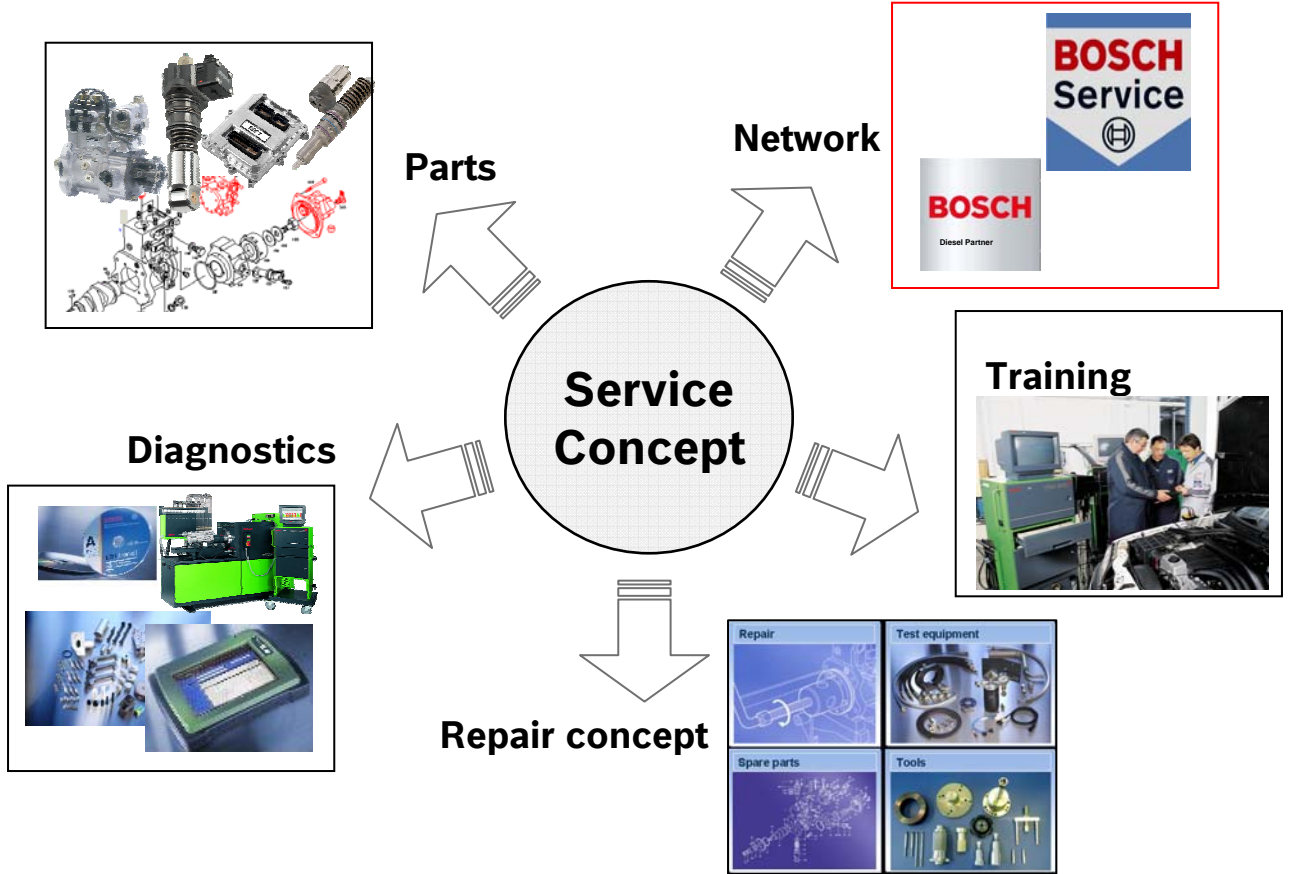 Parts
Network
BOSCH
Service
BOSCH
Diesel Partner
Service
Concept
Training
Diagnostics
A
Repair concept
Repair
Test equipment
Spare parts
Tools